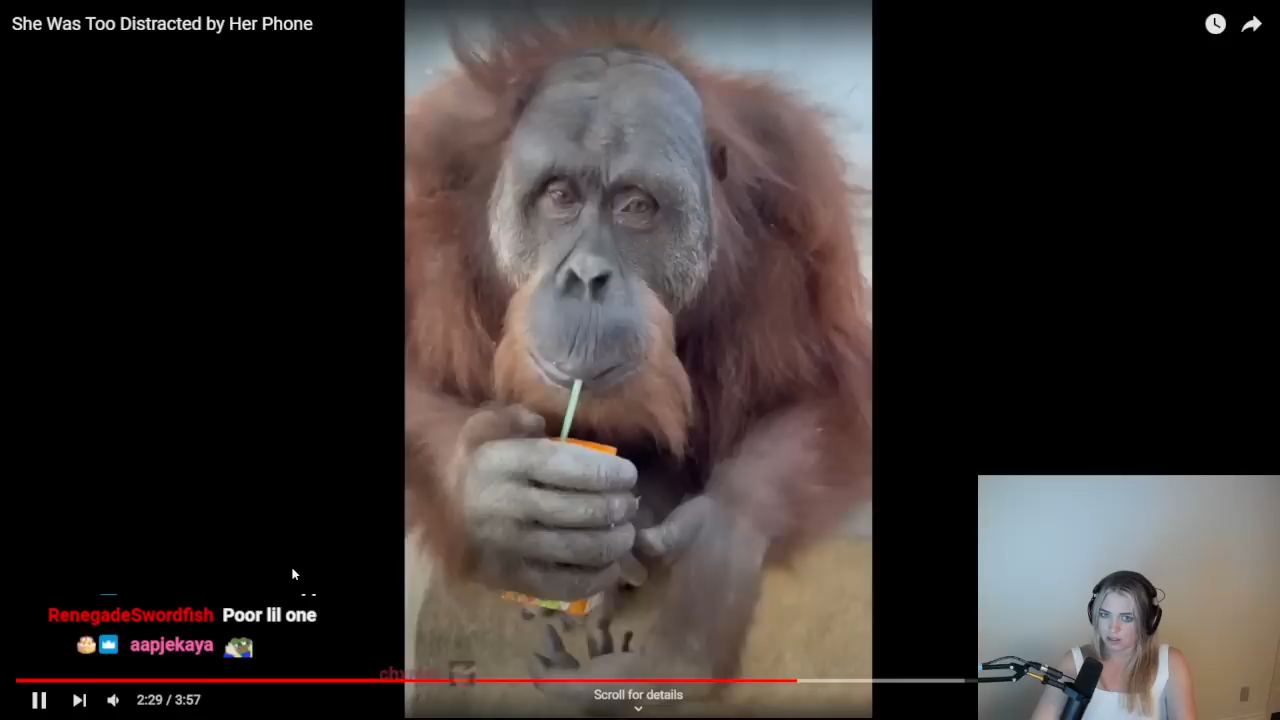 She Was Too Distracted by Her Phone
RenegadeSwordfish Poor lil one
aapjekaya
2:29 / 3:57
Scroll for details